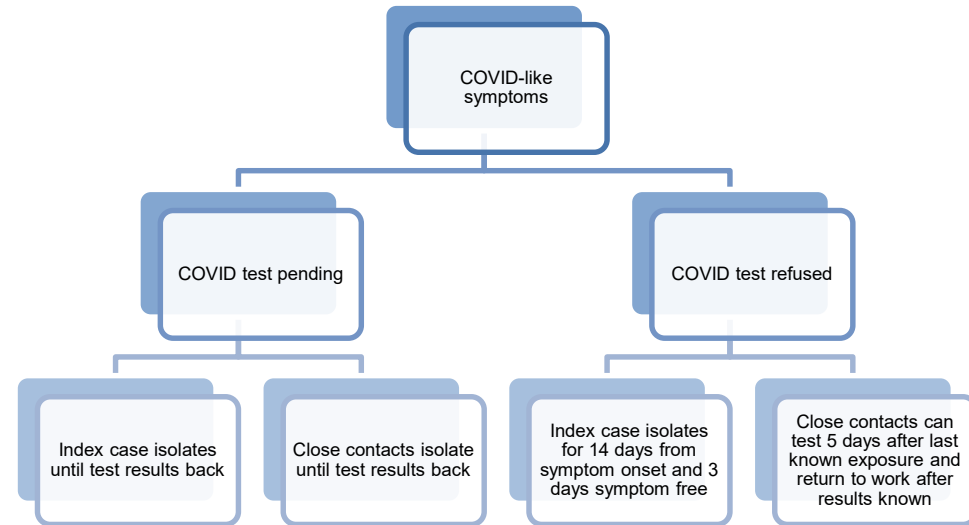 COVID-like
symptoms
COVID test pending
COVID test refused
Index case isolates
until test results back
Close contacts isolate
until test results back
Index case isolates
for 14 days from
symptom onset and 3
days symptom free
Close contacts can
test 5 days after last
known exposure and
return to work after
results known